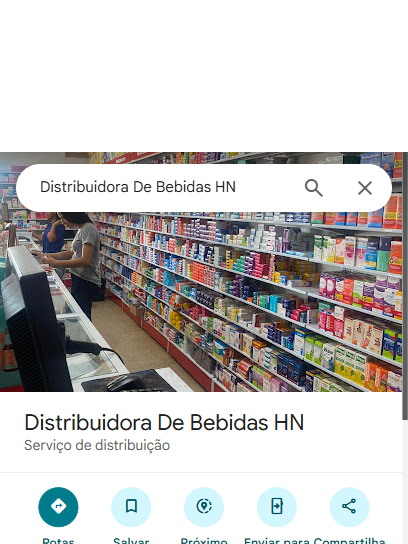 Distribuidora De Bebidas HN
Distribuidora De Bebidas HN
Serviço de distribuição
Rotas
Salvar
Próximo
Enviar para
Compartilha